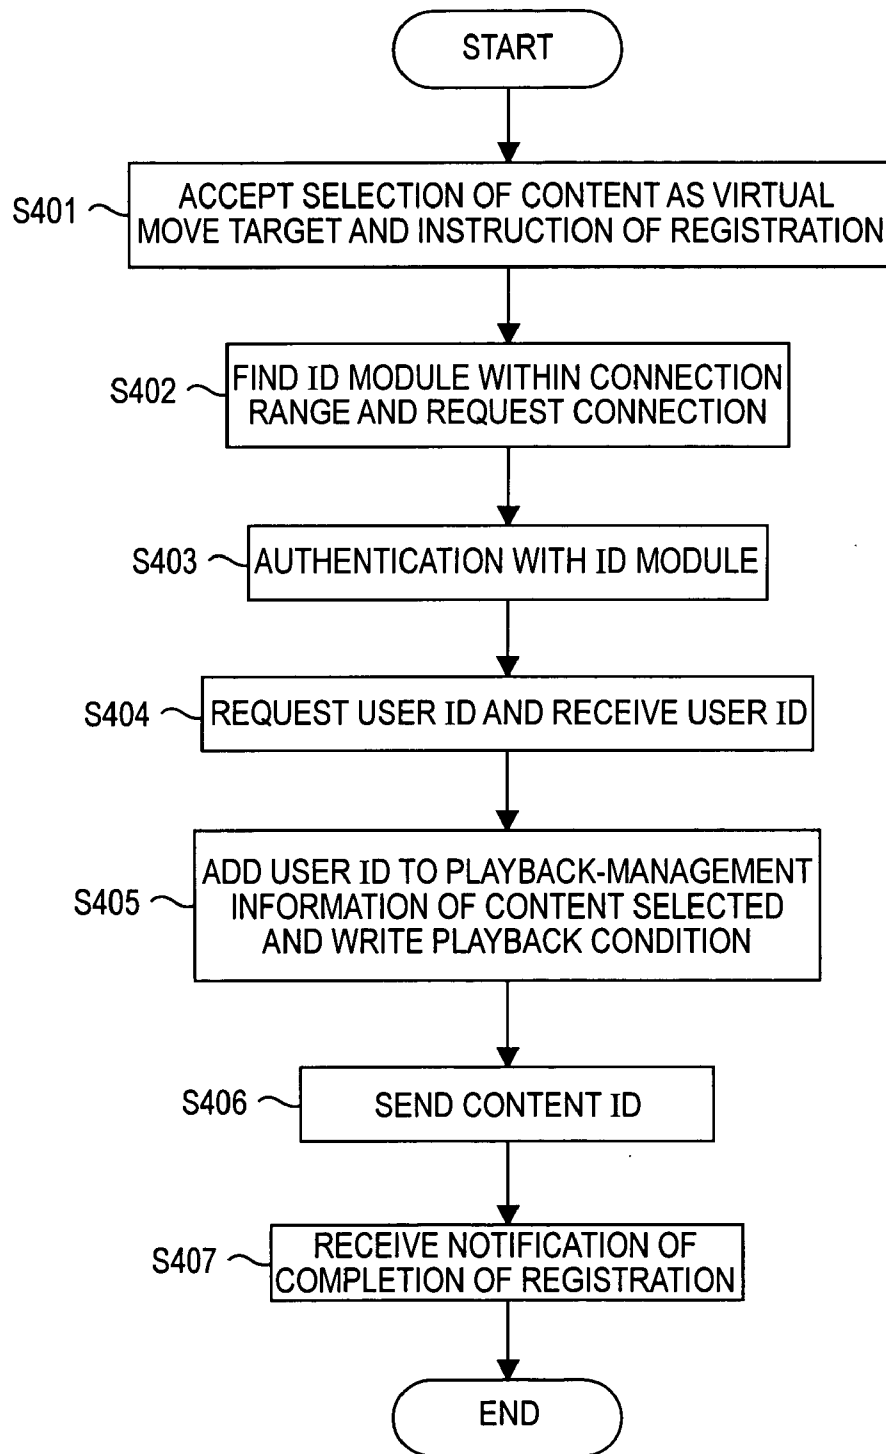 START
S401
ACCEPT SELECTION OF CONTENT AS VIRTUAL
MOVE TARGET AND INSTRUCTION OF REGISTRATION
S402
FIND ID MODULE WITHIN CONNECTION
RANGE AND REQUEST CONNECTION
S403
AUTHENTICATION WITH ID MODULE
S404
REQUEST USER ID AND RECEIVE USER ID
S405
ADD USER ID TO PLAYBACK-MANAGEMENT
INFORMATION OF CONTENT SELECTED
AND WRITE PLAYBACK CONDITION
S406
SEND CONTENT ID
S407
RECEIVE NOTIFICATION OF
COMPLETION OF REGISTRATION
END